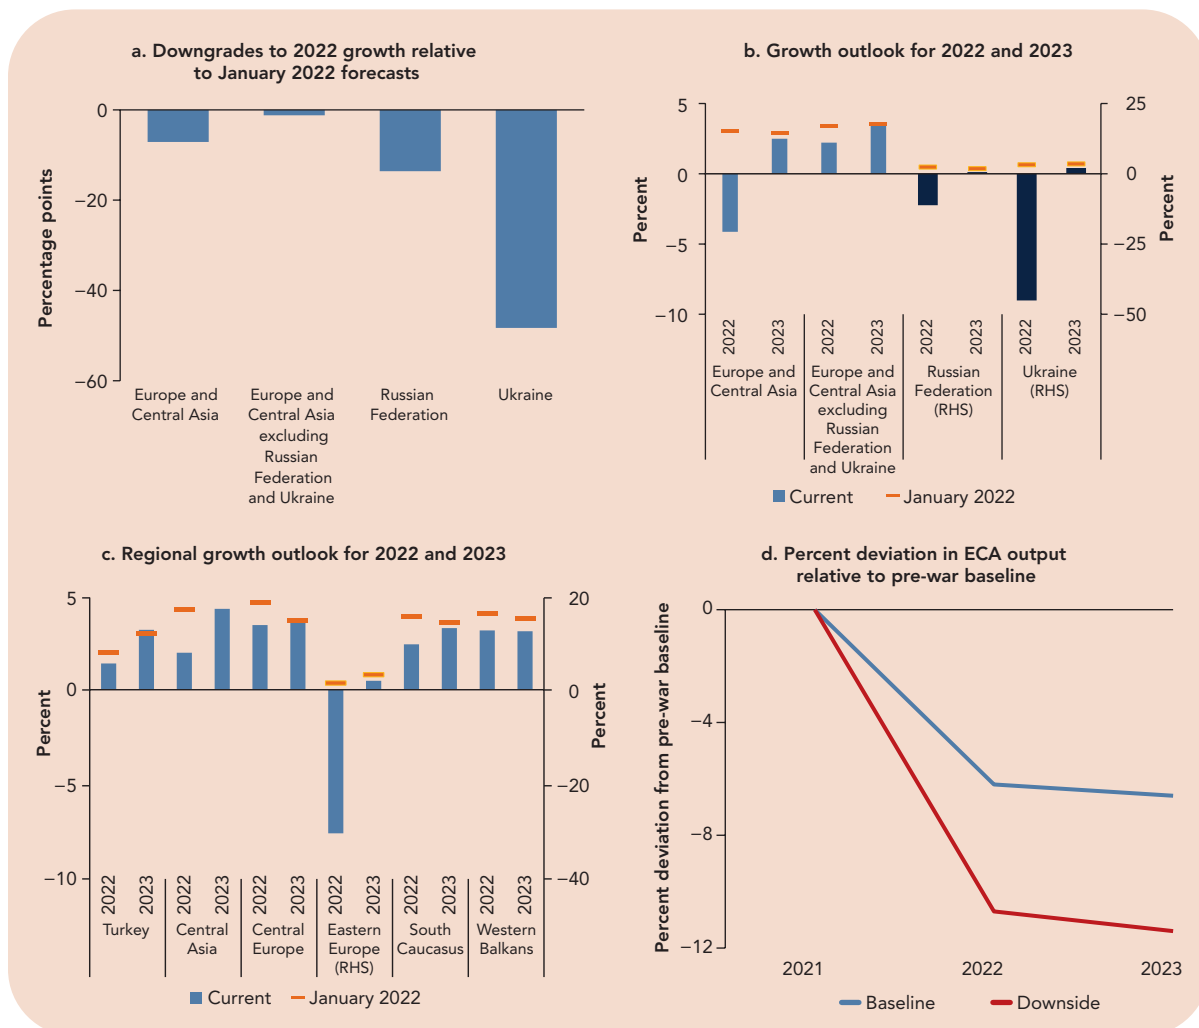 a. Downgrades to 2022 growth relative
to January 2022 forecasts
Percentage points
0
−20
−40
−60
Europe and
Central Asia
Europe and
Central Asia
excluding
Russian
Federation
and Ukraine
Russian
Federation
Ukraine
b. Growth outlook for 2022 and 2023
Percent
5
0
−5
−10
25
0
−25
−50
Percent
2022
2023
2022
2023
2022
2023
2022
2023
Europe and
Central Asia
Europe and
Central Asia
excluding
Russian
Federation
and Ukraine
Russian
Federation
(RHS)
Ukraine
(RHS)
Current
January 2022
c. Regional growth outlook for 2022 and 2023
Percent
5
0
−5
−10
20
0
−20
−40
Percent
2022
2023
2022
2023
2022
2023
2022
2023
2022
2023
2022
2023
Turkey
Central
Asia
Central
Europe
Eastern
Europe
(RHS)
South
Caucasus
Western
Balkans
Current
January 2022
d. Percent deviation in ECA output
relative to pre-war baseline
Percent deviation from pre-war baseline
0
−4
−8
−12
2021
2022
2023
Baseline
Downside